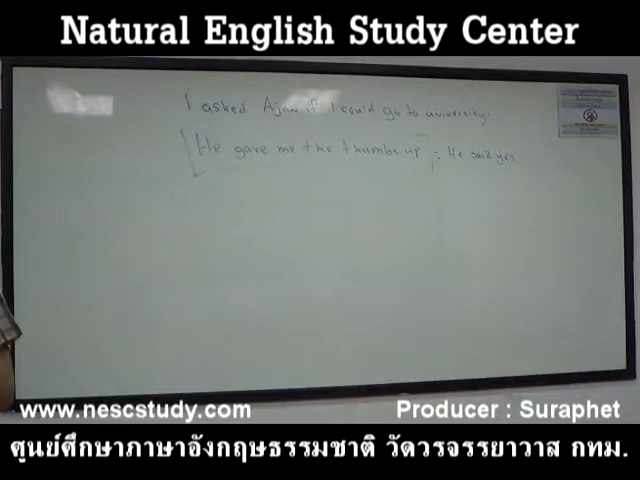 Natural English Study Center
I asked Ajan if I could go to university.
He gave me the thumbs up = He said yes
www.nescstudy.com
Producer : Suraphet
ศูนย์ศึกษาภาษาอังกฤษธรรมชาติ วัดวรจรรยาวาส กทม.